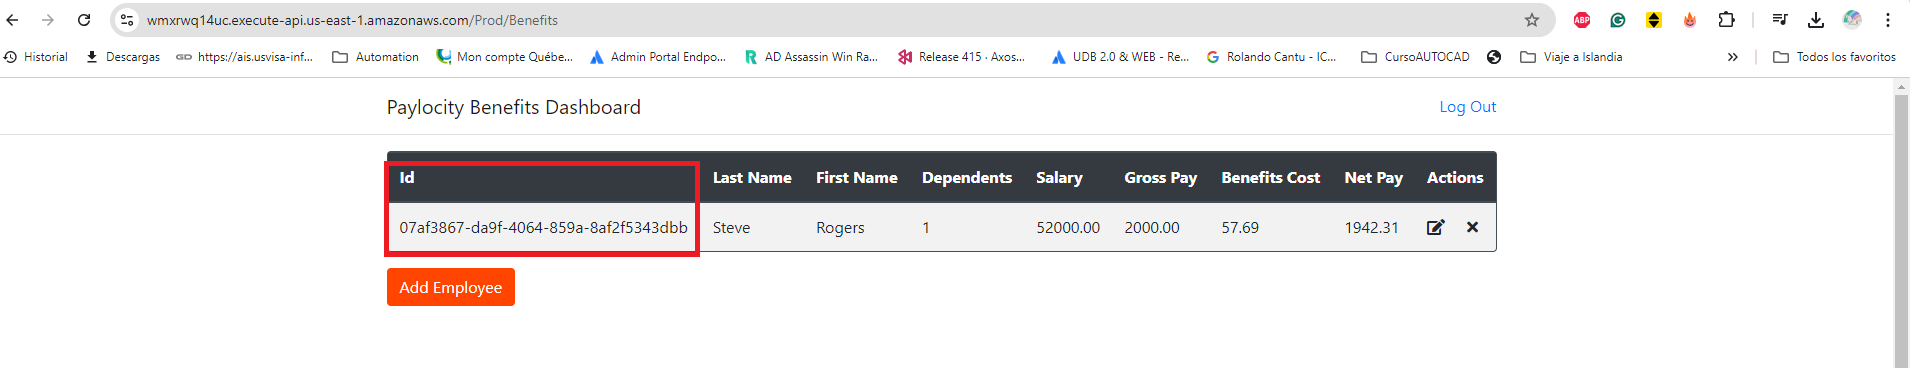 wmxrwq14uc.execute-api.us-east-1.amazonaws.com/Prod/Benefits
ABP
Historial Descargas https://ais.usvisa-inf... Automation Mon compte Québe... Admin Portal Endpo... AD Assassin Win Ra... Release 415 · Axos... UDB 2.0 & WEB - Re... Rolando Cantu - IC... CursoAUTOCAD Viaje a Islandia » Todos los favoritos
Paylocity Benefits Dashboard Log Out
Id Last Name First Name Dependents Salary Gross Pay Benefits Cost Net Pay Actions
07af3867-da9f-4064-859a-8af2f5343dbb Steve Rogers 1 52000.00 2000.00 57.69 1942.31
Add Employee